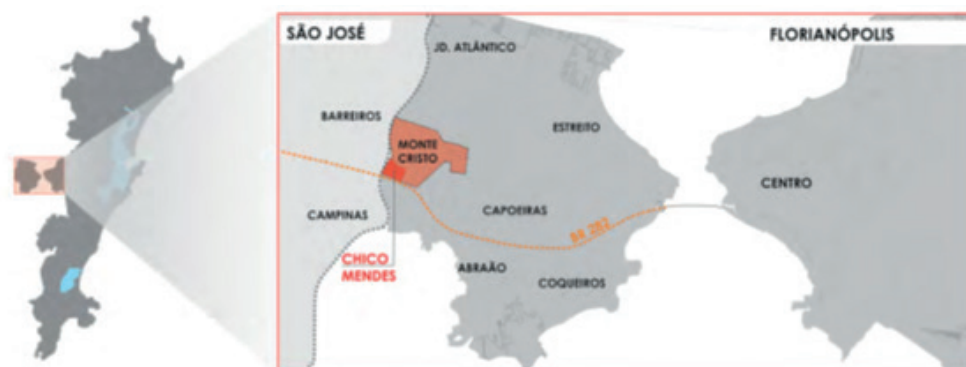 SÃO JOSÉ
FLORIANÓPOLIS
JD. ATLÂNTICO
BARREIROS
ESTREITO
MONTE
CRISTO
CENTRO
CAMPINAS
CAPOEIRAS
BR 282
CHICO
MENDES
ABRAÃO
COQUEIROS